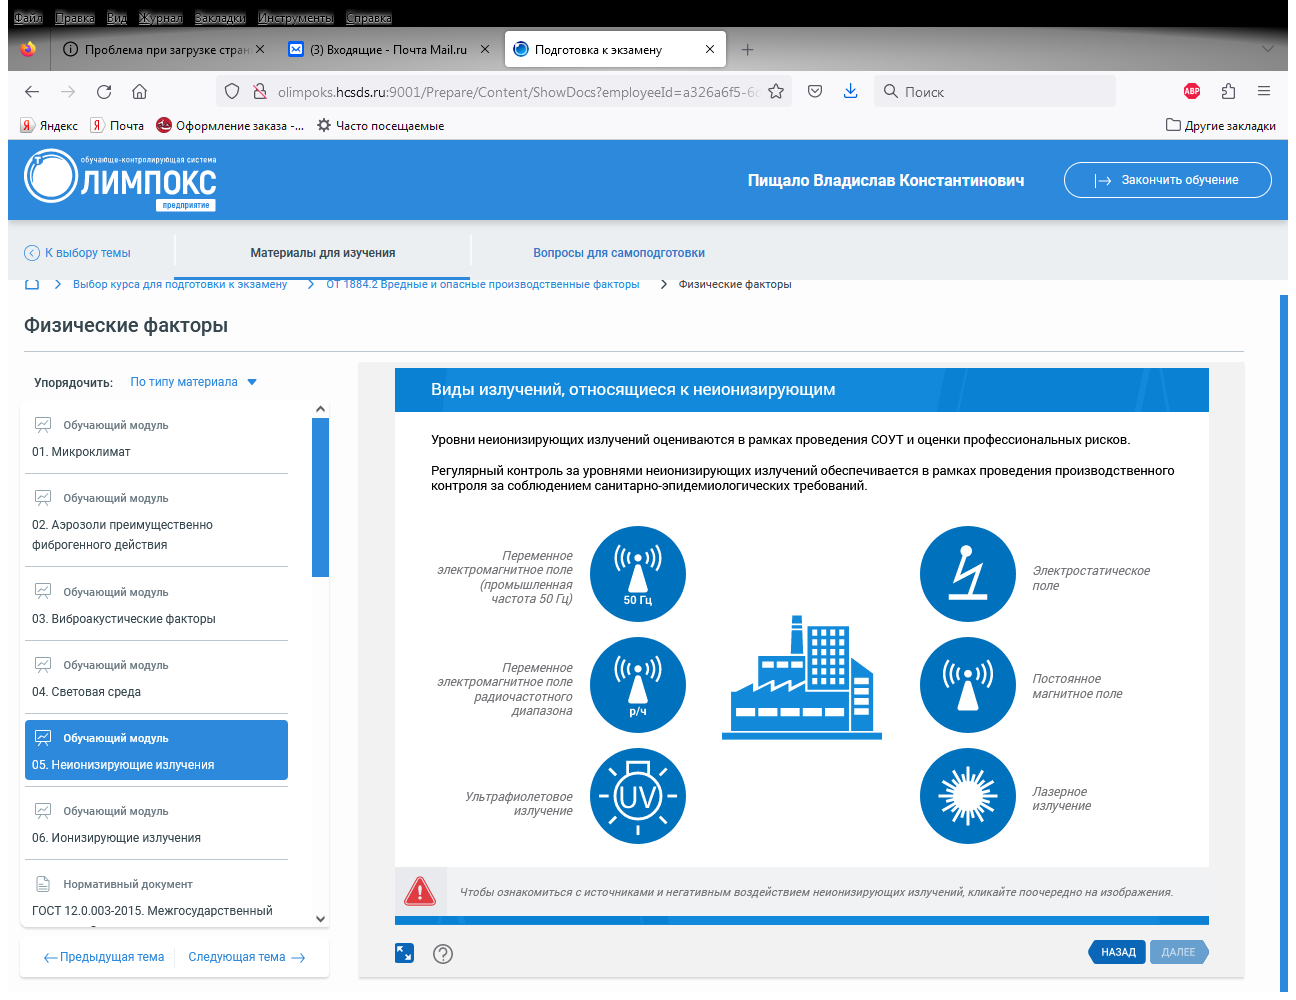 Файл Правка Вид Журнал Закладки Инструменты Справка
Проблема при загрузке стран
(3) Входящие - Почта Mail.ru
Подготовка к экзамену
olimpoks.hcsds.ru:9001/Prepare/Content/ShowDocs?employeeId=a326a6f5-6
Поиск
ABP
Яндекс
Почта
Оформление заказа -...
Часто посещаемые
Другие закладки
обучающе-контролирующая система
ОЛИМПОКС
предприятие
Пищало Владислав Константинович
Закончить обучение
К выбору темы
Материалы для изучения
Вопросы для самоподготовки
Выбор курса для подготовки к экзамену > ОТ 1884.2 Вредные и опасные производственные факторы > Физические факторы
Физические факторы
Упорядочить: По типу материала
Обучающий модуль
01. Микроклимат
Обучающий модуль
02. Аэрозоли преимущественно
фиброгенного действия
Обучающий модуль
03. Виброакустические факторы
Обучающий модуль
04. Световая среда
Обучающий модуль
05. Неионизирующие излучения
Обучающий модуль
06. Ионизирующие излучения
Нормативный документ
ГОСТ 12.0.003-2015. Межгосударственный
Предыдущая тема
Следующая тема
Виды излучений, относящиеся к неионизирующим
Уровни неионизирующих излучений оцениваются в рамках проведения СОУТ и оценки профессиональных рисков.
Регулярный контроль за уровнями неионизирующих излучений обеспечивается в рамках проведения производственного
контроля за соблюдением санитарно-эпидемиологических требований.
Переменное
электромагнитное поле
(промышленная
частота 50 Гц)
50 Гц
Электростатическое
поле
Переменное
электромагнитное поле
радиочастотного
диапазона
р/ч
Постоянное
магнитное поле
Ультрафиолетовое
излучение
UV
Лазерное
излучение
Чтобы ознакомиться с источниками и негативным воздействием неионизирующих излучений, кликайте поочередно на изображения.
НАЗАД
ДАЛЕЕ